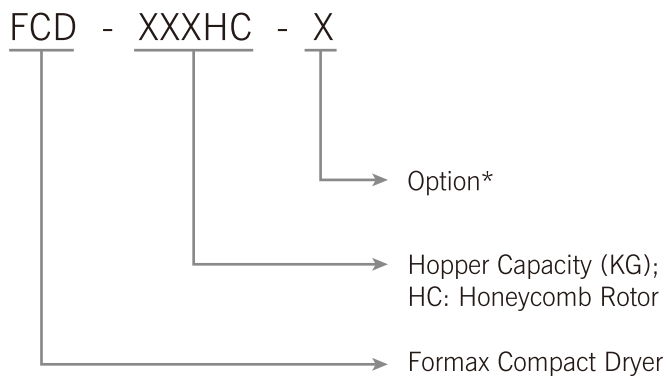 FCD - XXXHC - X
Option*
Hopper Capacity (KG);
HC: Honeycomb Rotor
Formax Compact Dryer